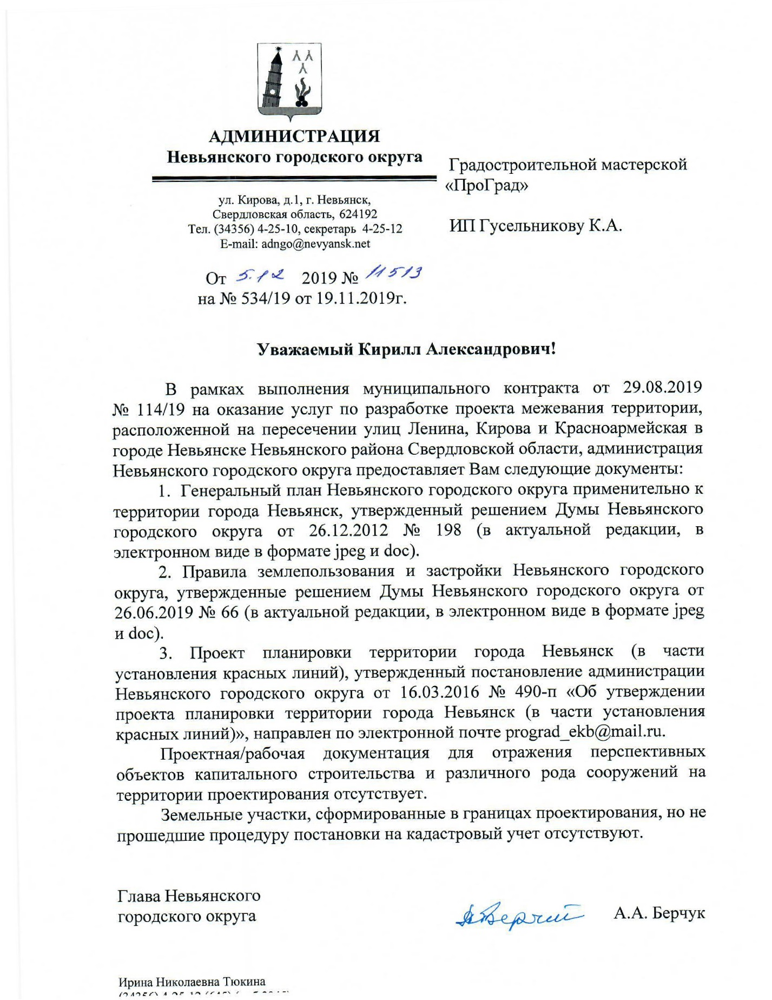 АДМИНИСТРАЦИЯ
Невьянского городского округа
ул. Кирова, д.1, г. Невьянск,
Свердловская область, 624192
Тел. (34356) 4-25-10, секретарь 4-25-12
E-mail: adngo@nevyansk.net
От 5.12 2019 № 11513
на № 534/19 от 19.11.2019г.
Градостроительной мастерской
«ПроГрад»
ИП Гусельникову К.А.
Уважаемый Кирилл Александрович!
В рамках выполнения муниципального контракта от 29.08.2019
№ 114/19 на оказание услуг по разработке проекта межевания территории,
расположенной на пересечении улиц Ленина, Кирова и Красноармейская в
городе Невьянске Невьянского района Свердловской области, администрация
Невьянского городского округа предоставляет Вам следующие документы:
1. Генеральный план Невьянского городского округа применительно к
территории города Невьянск, утвержденный решением Думы Невьянского
городского округа от 26.12.2012 № 198 (в актуальной редакции, в
электронном виде в формате jpeg и doc).
2. Правила землепользования и застройки Невьянского городского
округа, утвержденные решением Думы Невьянского городского округа от
26.06.2019 № 66 (в актуальной редакции, в электронном виде в формате jpeg
и doc).
3. Проект планировки территории города Невьянск (в части
установления красных линий), утвержденный постановление администрации
Невьянского городского округа от 16.03.2016 № 490-п «Об утверждении
проекта планировки территории города Невьянск (в части установления
красных линий)», направлен по электронной почте prograd_ekb@mail.ru.
Проектная/рабочая документация для отражения перспективных
объектов капитального строительства и различного рода сооружений на
территории проектирования отсутствует.
Земельные участки, сформированные в границах проектирования, но не
прошедшие процедуру постановки на кадастровый учет отсутствуют.
Глава Невьянского
городского округа
А.А. Берчук
Ирина Николаевна Тюкина